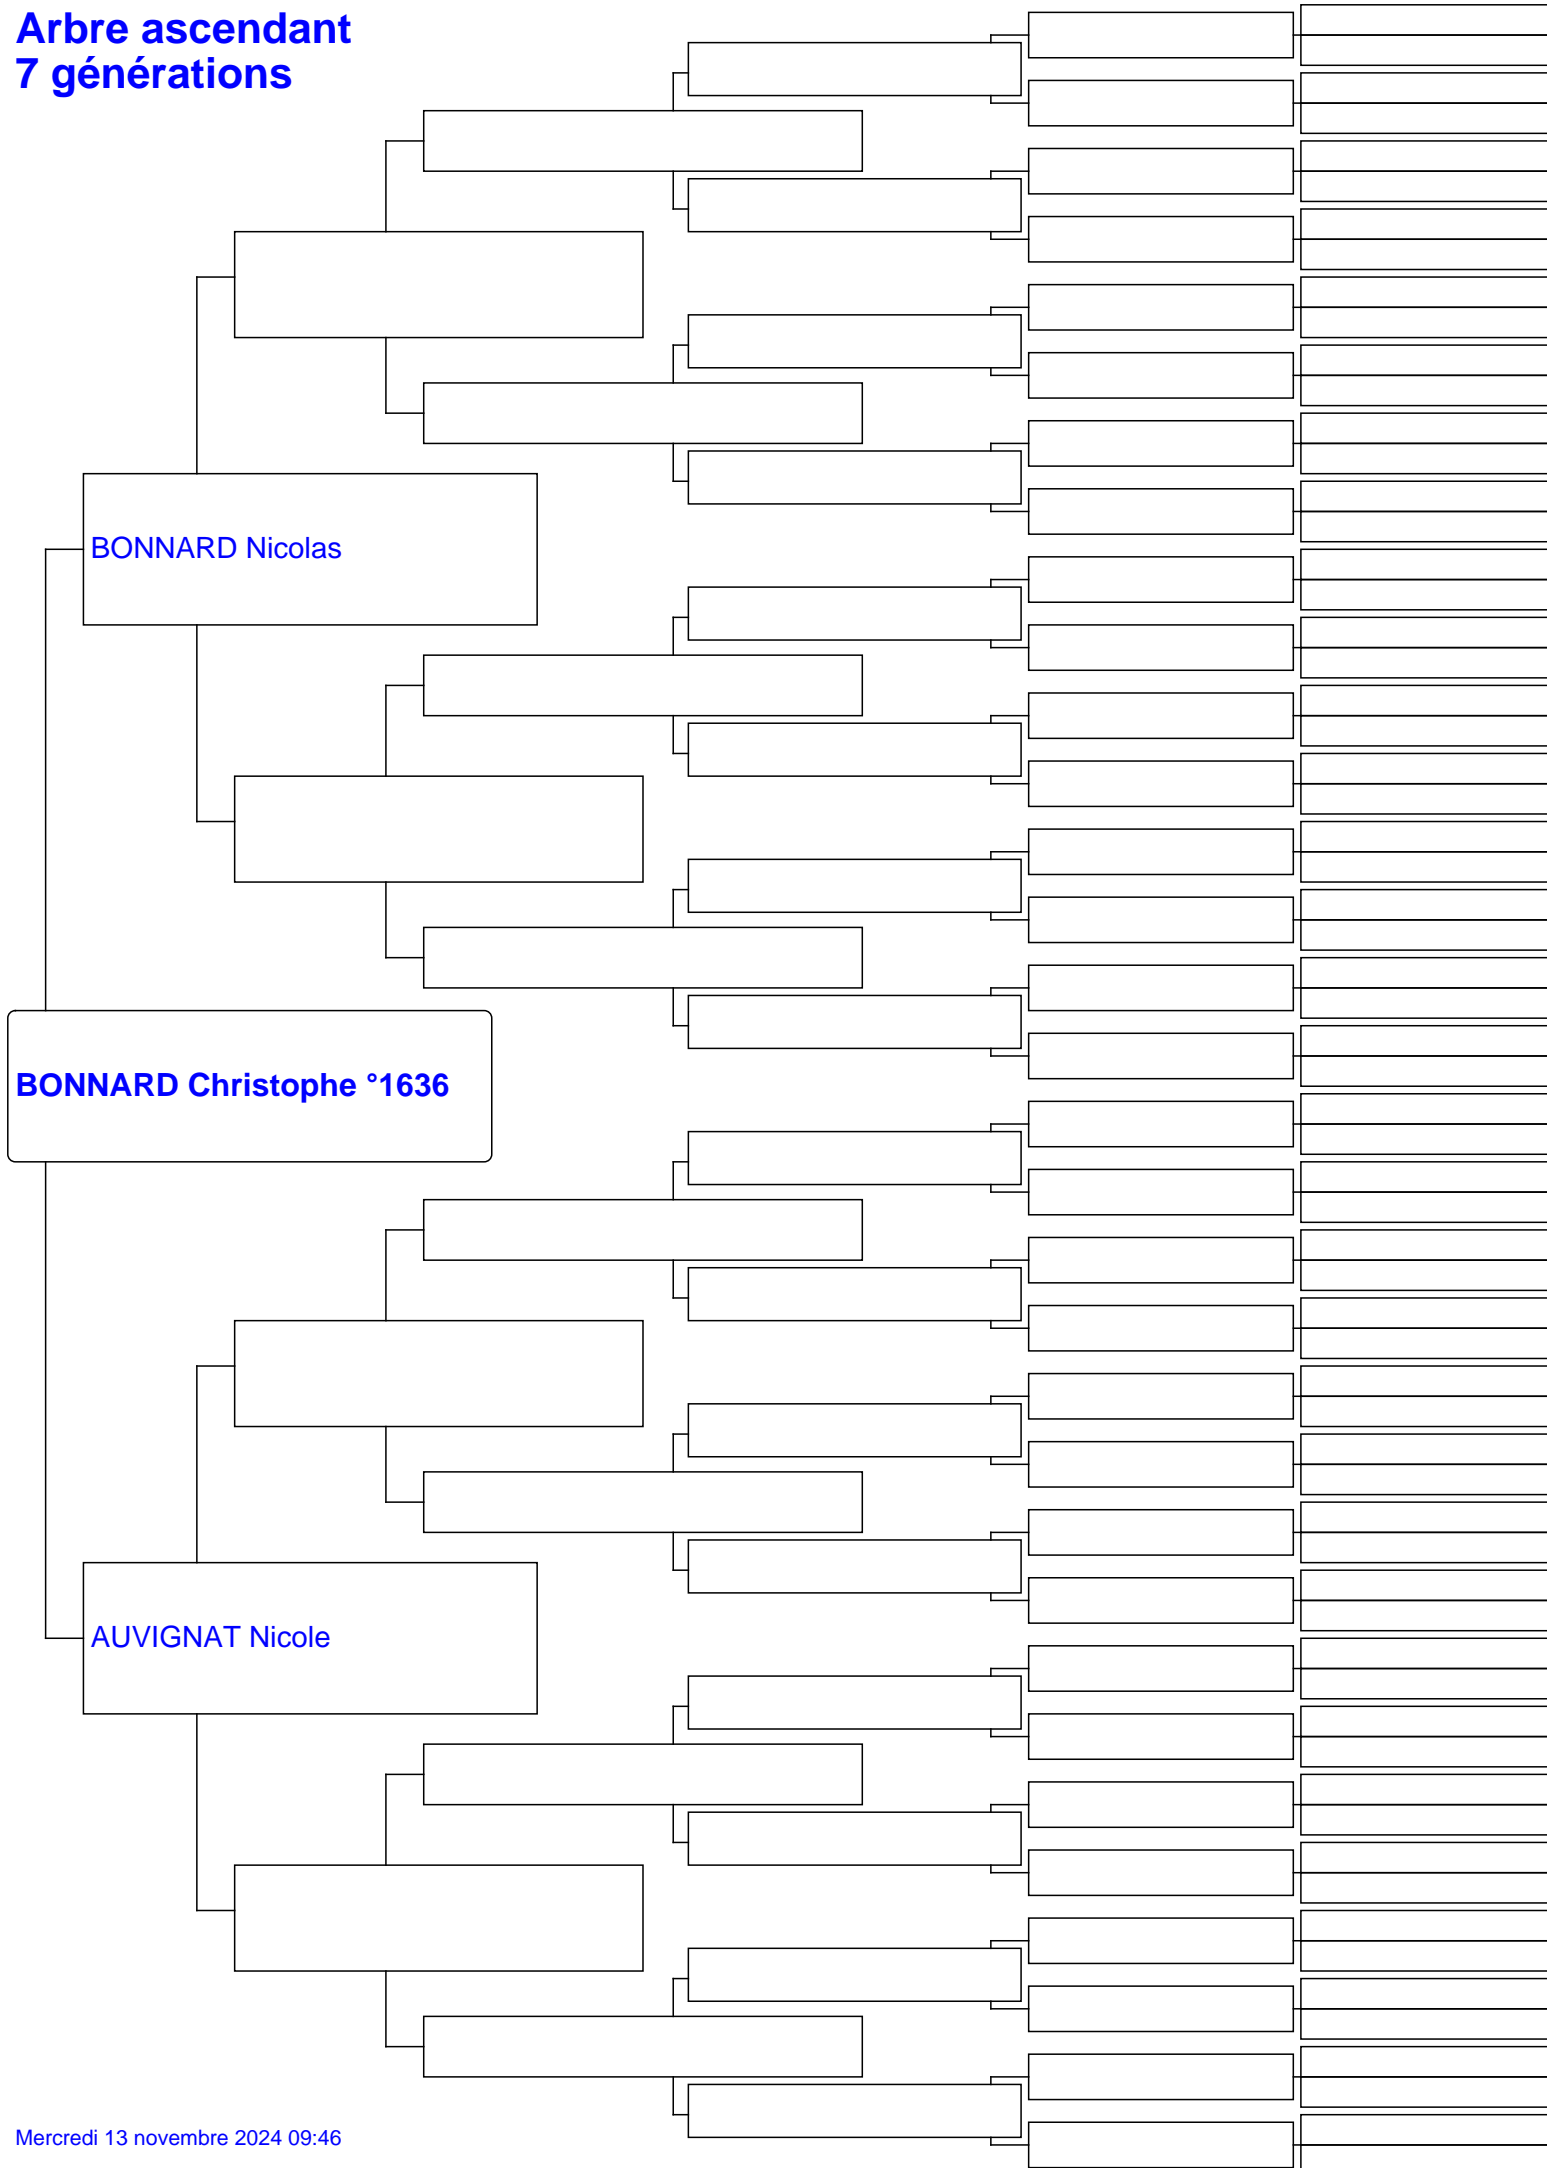 Arbre ascendant
7 générations
BONNARD Nicolas
BONNARD Christophe °1636
AUVIGNAT Nicole
Mercredi 13 novembre 2024 09:46